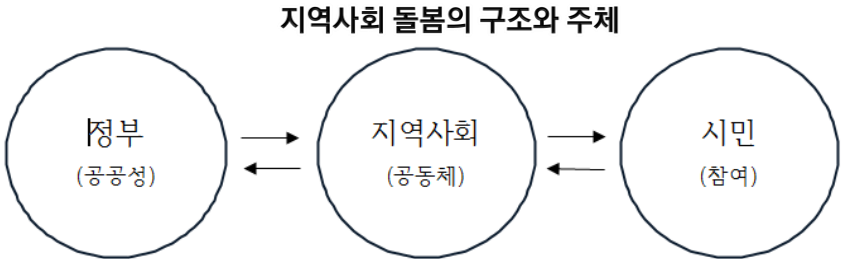 지역사회 돌봄의 구조와 주체
정부
(공공성)
지역사회
(공동체)
시민
(참여)